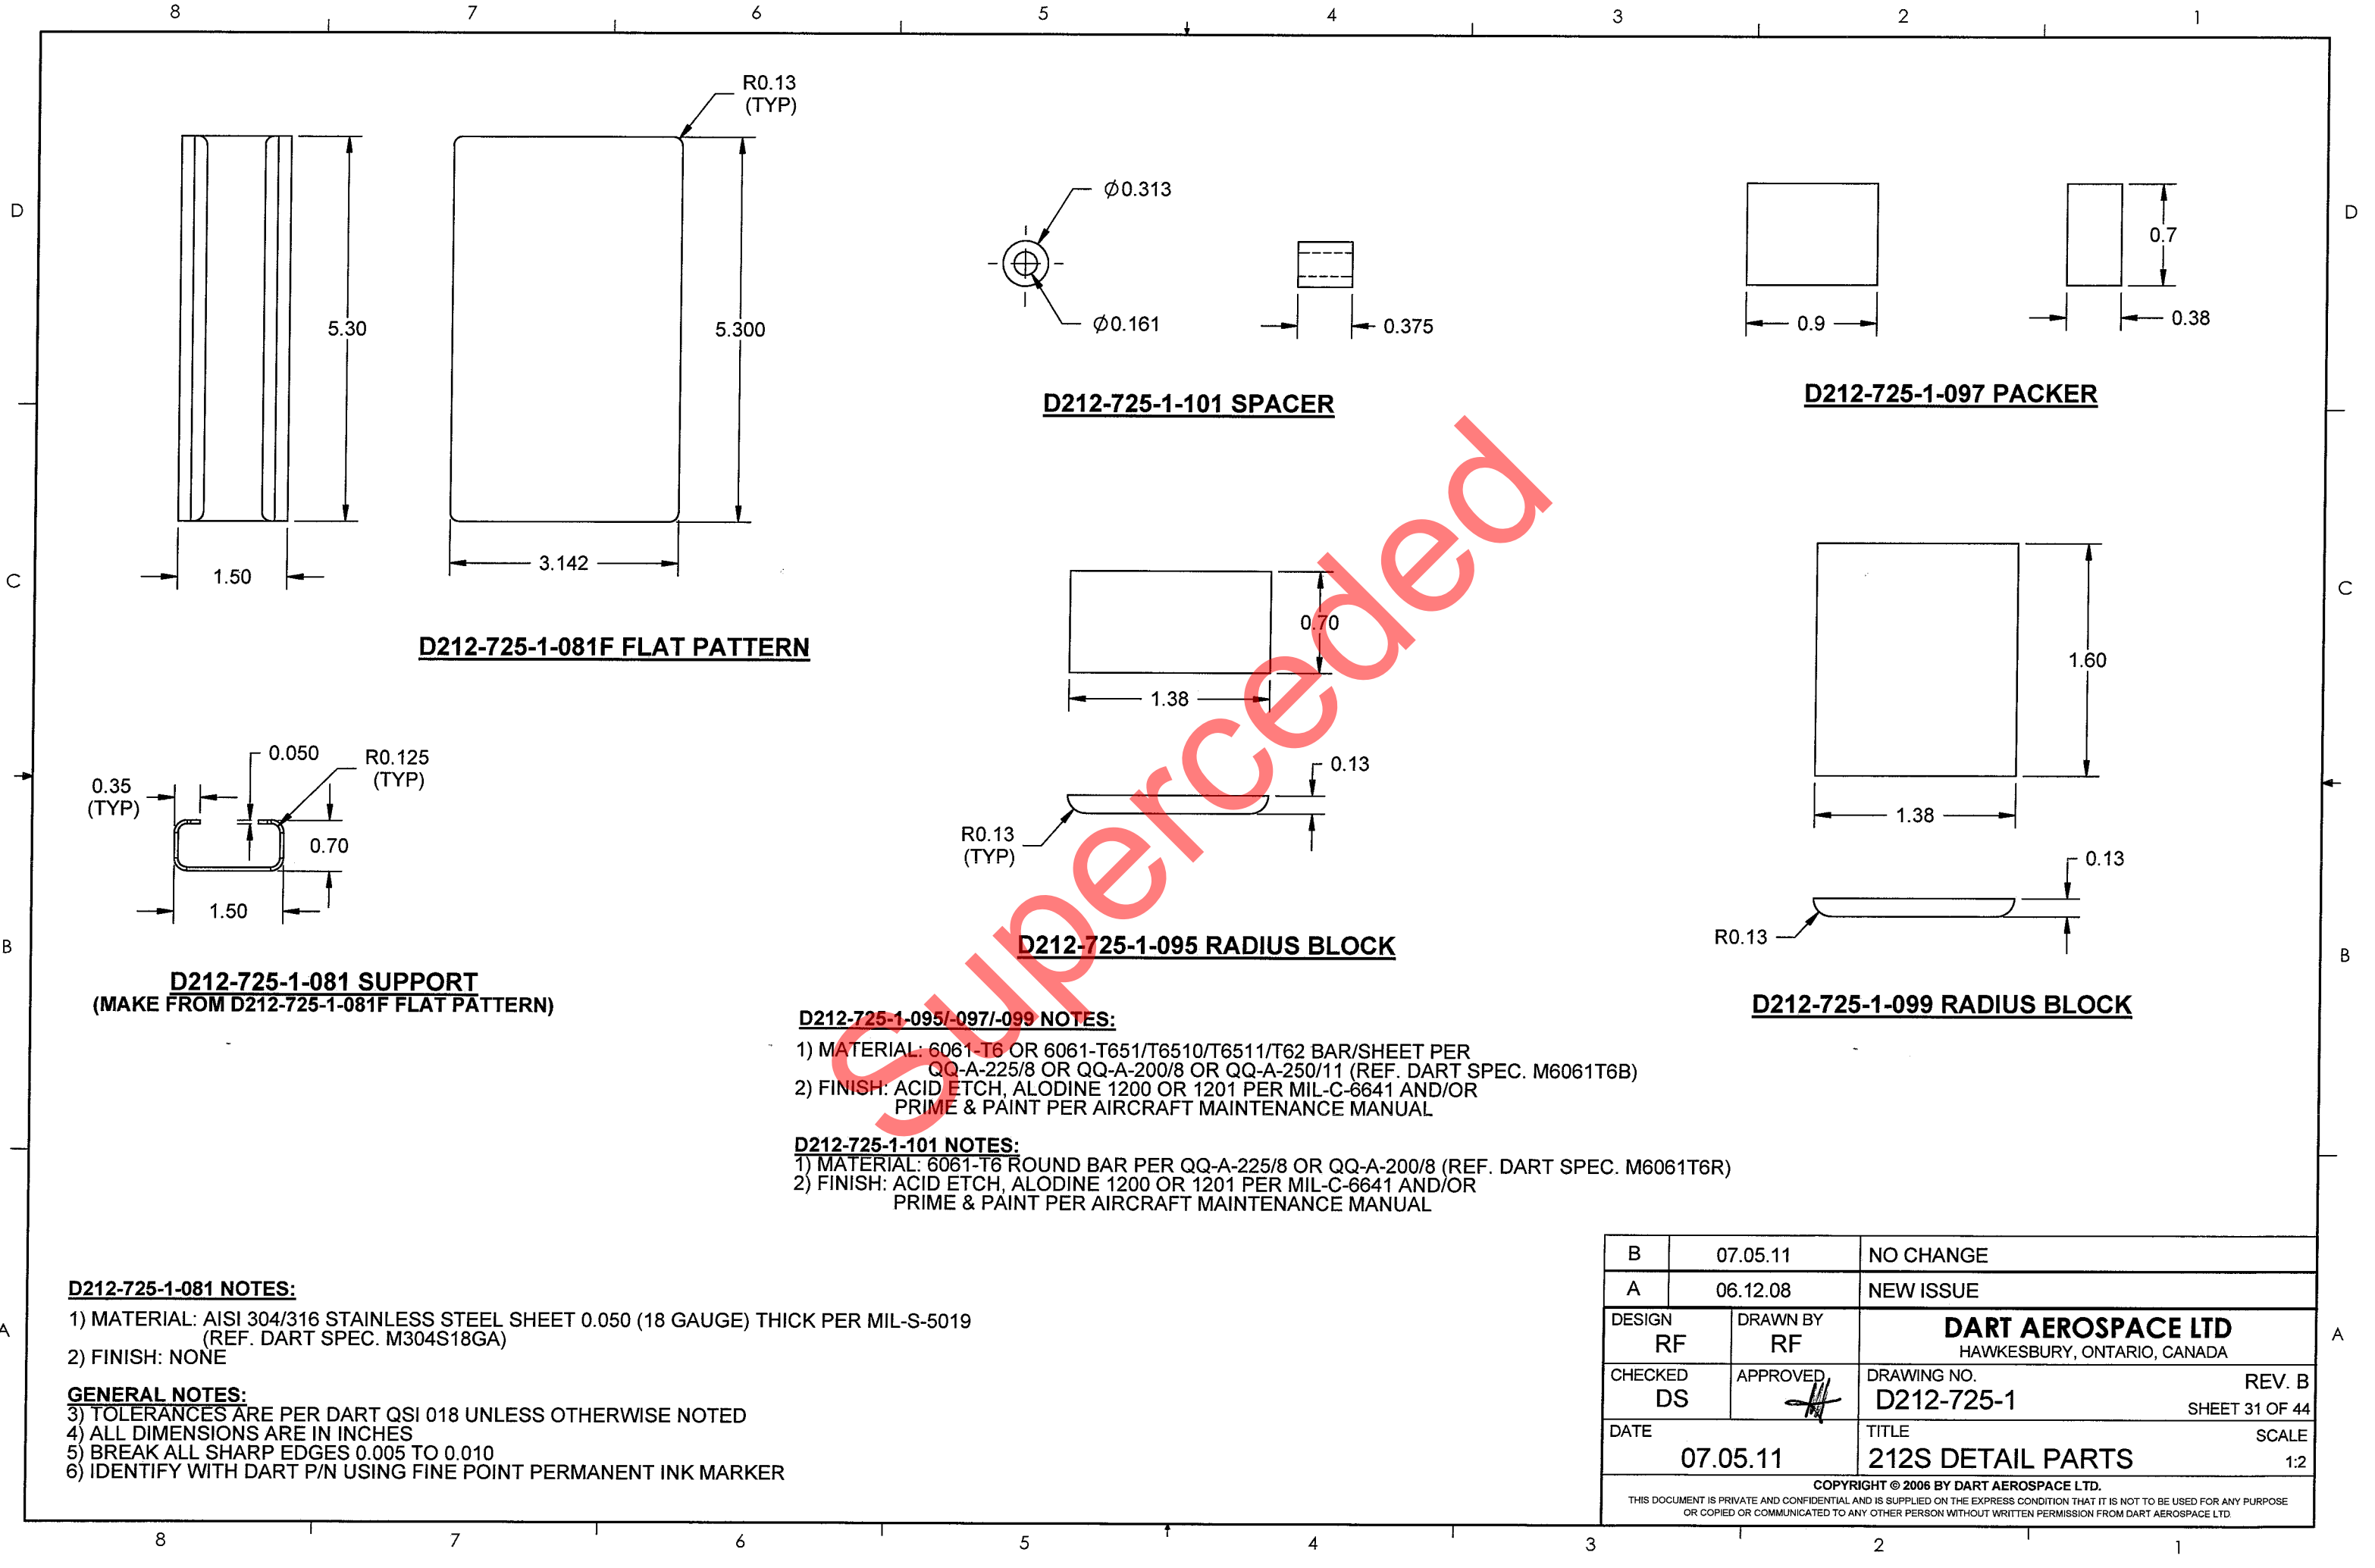 8 7 6 5 4 3 2 1
D
D
C
C
B
B
A
A
R0.13
(TYP)
5.30
1.50
5.300
3.142
D212-725-1-081F FLAT PATTERN
Ø0.313
Ø0.161
0.375
D212-725-1-101 SPACER
0.9
0.7
0.38
D212-725-1-097 PACKER
0.35
(TYP)
0.050
R0.125
(TYP)
0.70
1.50
D212-725-1-081 SUPPORT
(MAKE FROM D212-725-1-081F FLAT PATTERN)
0.70
1.38
0.13
R0.13
(TYP)
D212-725-1-095 RADIUS BLOCK
1.60
1.38
0.13
R0.13
D212-725-1-099 RADIUS BLOCK
Superceded
D212-725-1-095/-097/-099 NOTES:
1) MATERIAL: 6061-T6 OR 6061-T651/T6510/T6511/T62 BAR/SHEET PER
QQ-A-225/8 OR QQ-A-200/8 OR QQ-A-250/11 (REF. DART SPEC. M6061T6B)
2) FINISH: ACID ETCH, ALODINE 1200 OR 1201 PER MIL-C-6641 AND/OR
PRIME & PAINT PER AIRCRAFT MAINTENANCE MANUAL
D212-725-1-101 NOTES:
1) MATERIAL: 6061-T6 ROUND BAR PER QQ-A-225/8 OR QQ-A-200/8 (REF. DART SPEC. M6061T6R)
2) FINISH: ACID ETCH, ALODINE 1200 OR 1201 PER MIL-C-6641 AND/OR
PRIME & PAINT PER AIRCRAFT MAINTENANCE MANUAL
D212-725-1-081 NOTES:
1) MATERIAL: AISI 304/316 STAINLESS STEEL SHEET 0.050 (18 GAUGE) THICK PER MIL-S-5019
(REF. DART SPEC. M304S18GA)
2) FINISH: NONE
GENERAL NOTES:
3) TOLERANCES ARE PER DART QSI 018 UNLESS OTHERWISE NOTED
4) ALL DIMENSIONS ARE IN INCHES
5) BREAK ALL SHARP EDGES 0.005 TO 0.010
6) IDENTIFY WITH DART P/N USING FINE POINT PERMANENT INK MARKER
B 07.05.11 NO CHANGE
A 06.12.08 NEW ISSUE
DESIGN
RF
DRAWN BY
RF
DART AEROSPACE LTD
HAWKESBURY, ONTARIO, CANADA
CHECKED
DS
APPROVED
DRAWING NO.
D212-725-1
REV. B
SHEET 31 OF 44
DATE
07.05.11
TITLE
212S DETAIL PARTS
SCALE
1:2
COPYRIGHT © 2006 BY DART AEROSPACE LTD.
THIS DOCUMENT IS PRIVATE AND CONFIDENTIAL AND IS SUPPLIED ON THE EXPRESS CONDITION THAT IT IS NOT TO BE USED FOR ANY PURPOSE
OR COPIED OR COMMUNICATED TO ANY OTHER PERSON WITHOUT WRITTEN PERMISSION FROM DART AEROSPACE LTD.
8 7 6 5 4 3 2 1